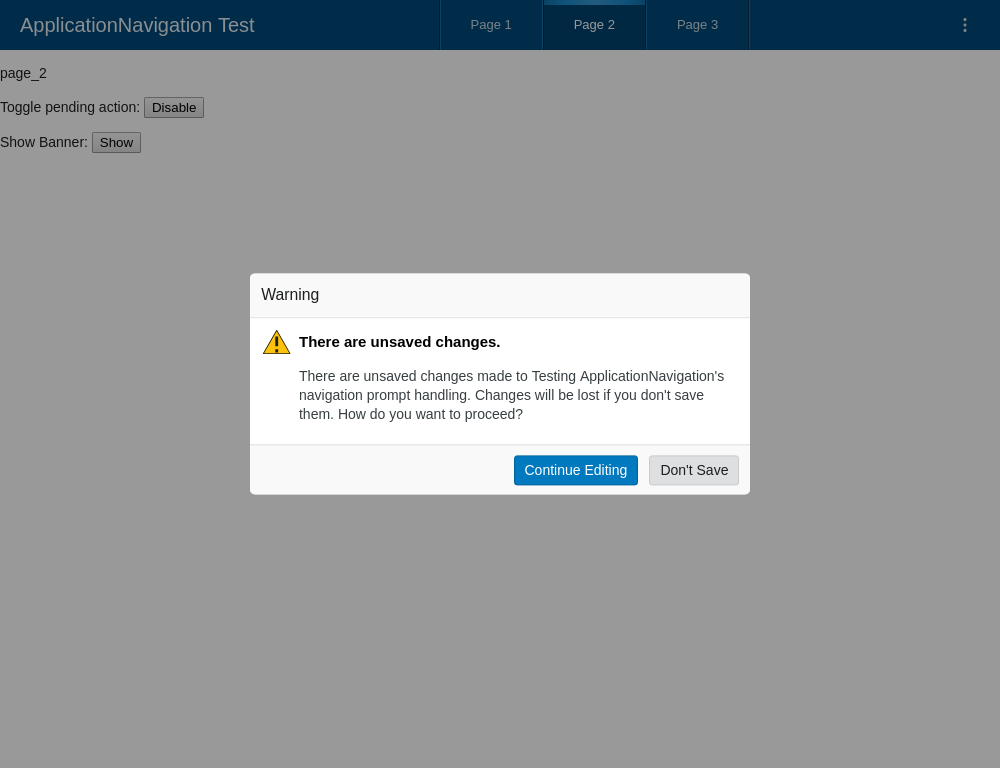 ApplicationNavigation Test
Page 1
Page 2
Page 3
page_2
Toggle pending action: Disable
Show Banner: Show
Warning
There are unsaved changes.
There are unsaved changes made to Testing ApplicationNavigation's
navigation prompt handling. Changes will be lost if you don't save
them. How do you want to proceed?
Continue Editing
Don't Save